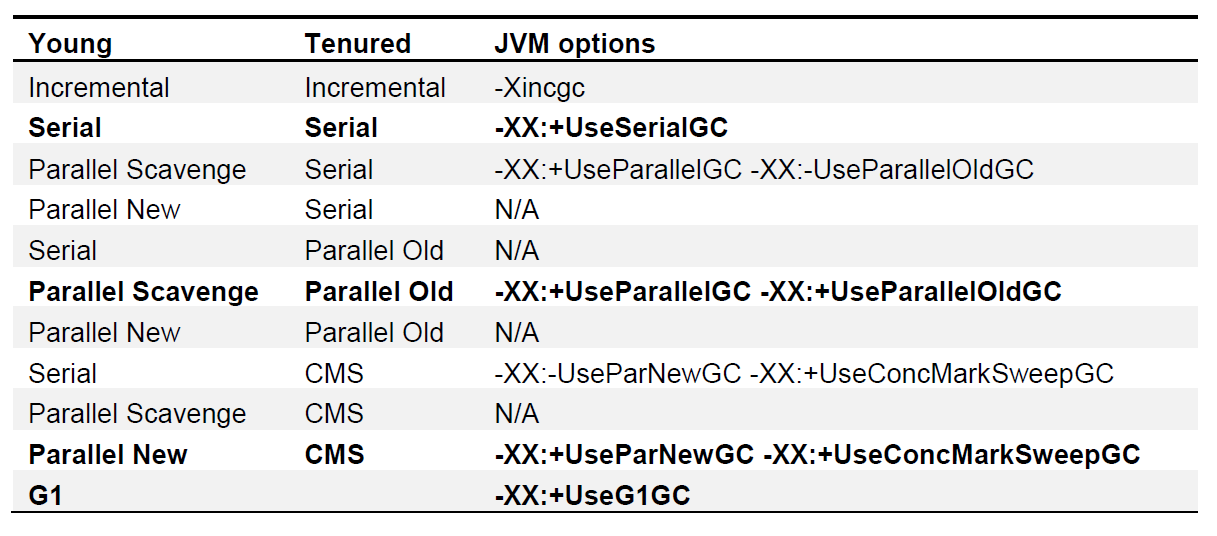 Young Tenured JVM options
Incremental Incremental -Xincgc
Serial Serial -XX:+UseSerialGC
Parallel Scavenge Serial -XX:+UseParallelGC -XX:-UseParallelOldGC
Parallel New Serial N/A
Serial Parallel Old N/A
Parallel Scavenge Parallel Old -XX:+UseParallelGC -XX:+UseParallelOldGC
Parallel New Parallel Old N/A
Serial CMS -XX:-UseParNewGC -XX:+UseConcMarkSweepGC
Parallel Scavenge CMS N/A
Parallel New CMS -XX:+UseParNewGC -XX:+UseConcMarkSweepGC
G1 -XX:+UseG1GC